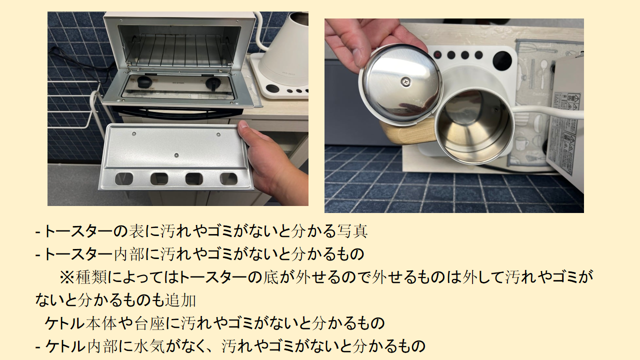 - トースターの表に汚れやゴミがないと分かる写真
- トースター内部に汚れやゴミがないと分かるもの
※種類によってはトースターの底が外せるので外せるものは外して汚れやゴミが
ないと分かるものも追加
ケトル本体や台座に汚れやゴミがないと分かるもの
- ケトル内部に水気がなく、汚れやゴミがないと分かるもの